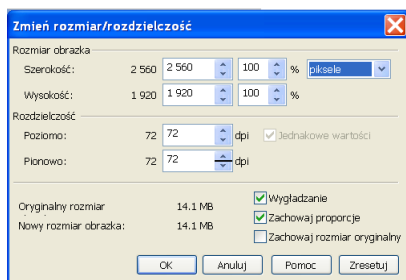 Zmień rozmiar/rozdzielczość
Rozmiar obrazka
Szerokość: 2 560 2 560 100 % piksele
Wysokość: 1 920 1 920 100 %
Rozdzielczość
Poziomo: 72 72 dpi Jednakowe wartości
Pionowo: 72 72 dpi
Oryginalny rozmiar 14.1 MB Wygładzanie
Nowy rozmiar obrazka: 14.1 MB Zachowaj proporcje
Zachowaj rozmiar oryginalny
OK Anuluj Pomoc Zresetuj